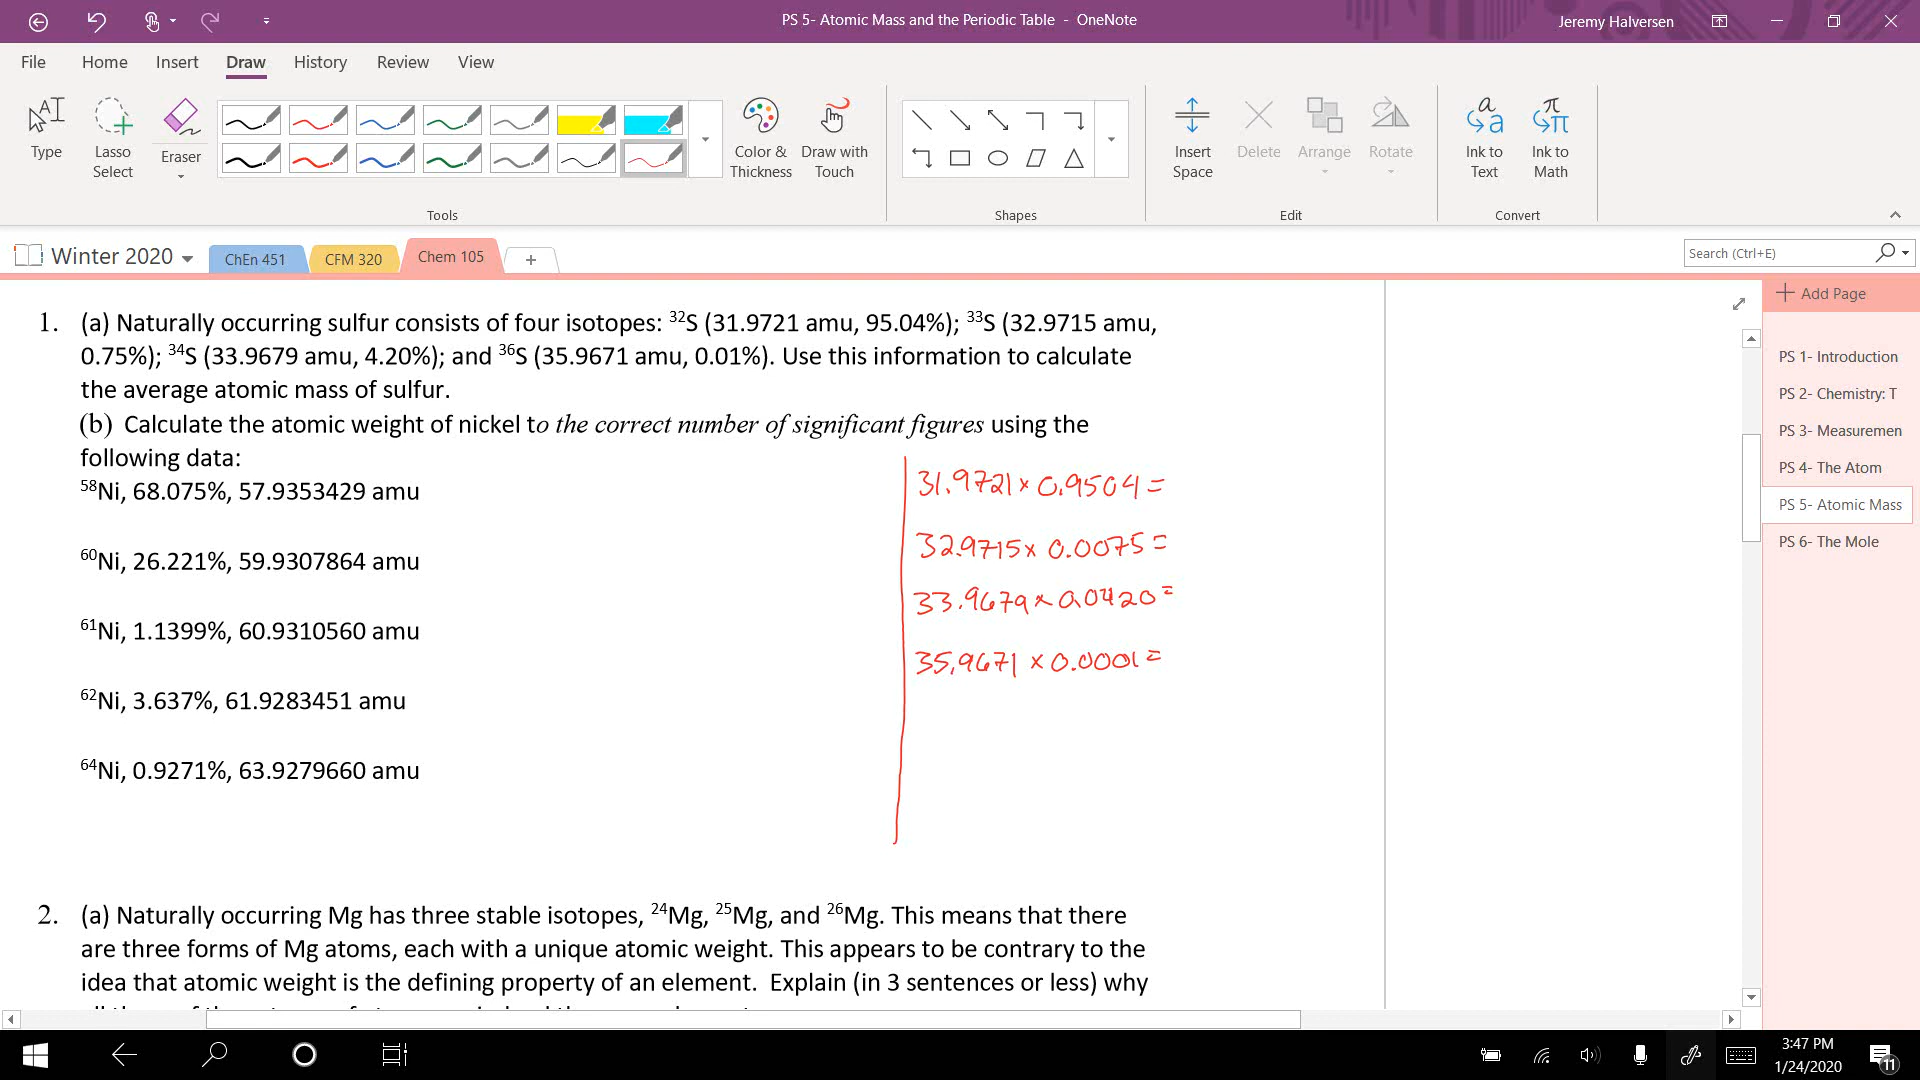 PS 5- Atomic Mass and the Periodic Table - OneNote
Jeremy Halversen
File Home Insert Draw History Review View
Type
Lasso Select
Eraser
Color & Thickness
Draw with Touch
Insert Space
Delete
Arrange
Rotate
Ink to Text
Ink to Math
Tools
Shapes
Edit
Convert
Winter 2020
ChEn 451
CFM 320
Chem 105
+
Search (Ctrl+E)
Add Page
PS 1- Introduction
PS 2- Chemistry: T
PS 3- Measuremen
PS 4- The Atom
PS 5- Atomic Mass
PS 6- The Mole
1. (a) Naturally occurring sulfur consists of four isotopes: ³²S (31.9721 amu, 95.04%); ³³S (32.9715 amu,
0.75%); ³⁴S (33.9679 amu, 4.20%); and ³⁶S (35.9671 amu, 0.01%). Use this information to calculate
the average atomic mass of sulfur.
(b) Calculate the atomic weight of nickel to the correct number of significant figures using the
following data:
⁵⁸Ni, 68.075%, 57.9353429 amu
⁶⁰Ni, 26.221%, 59.9307864 amu
⁶¹Ni, 1.1399%, 60.9310560 amu
⁶²Ni, 3.637%, 61.9283451 amu
⁶⁴Ni, 0.9271%, 63.9279660 amu
31.9721 × 0.9504 =
32.9715 × 0.0075 =
33.9679 × 0.0420 =
35.9671 × 0.0001 =
2. (a) Naturally occurring Mg has three stable isotopes, ²⁴Mg, ²⁵Mg, and ²⁶Mg. This means that there
are three forms of Mg atoms, each with a unique atomic weight. This appears to be contrary to the
idea that atomic weight is the defining property of an element. Explain (in 3 sentences or less) why
3:47 PM
1/24/2020
11